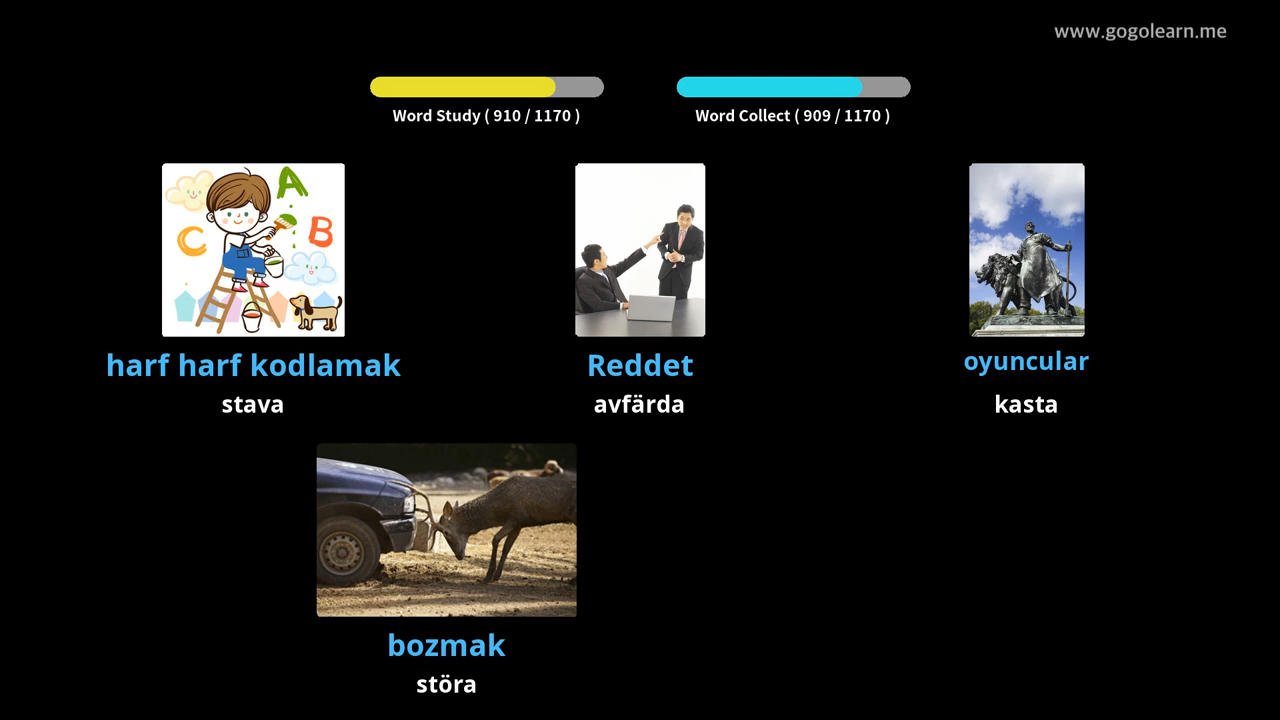 www.gogolearn.me
Word Study ( 910 / 1170 )
Word Collect ( 909 / 1170 )
A
B
C
harf harf kodlamak
stava
Reddet
avfärda
oyuncular
kasta
bozmak
störa